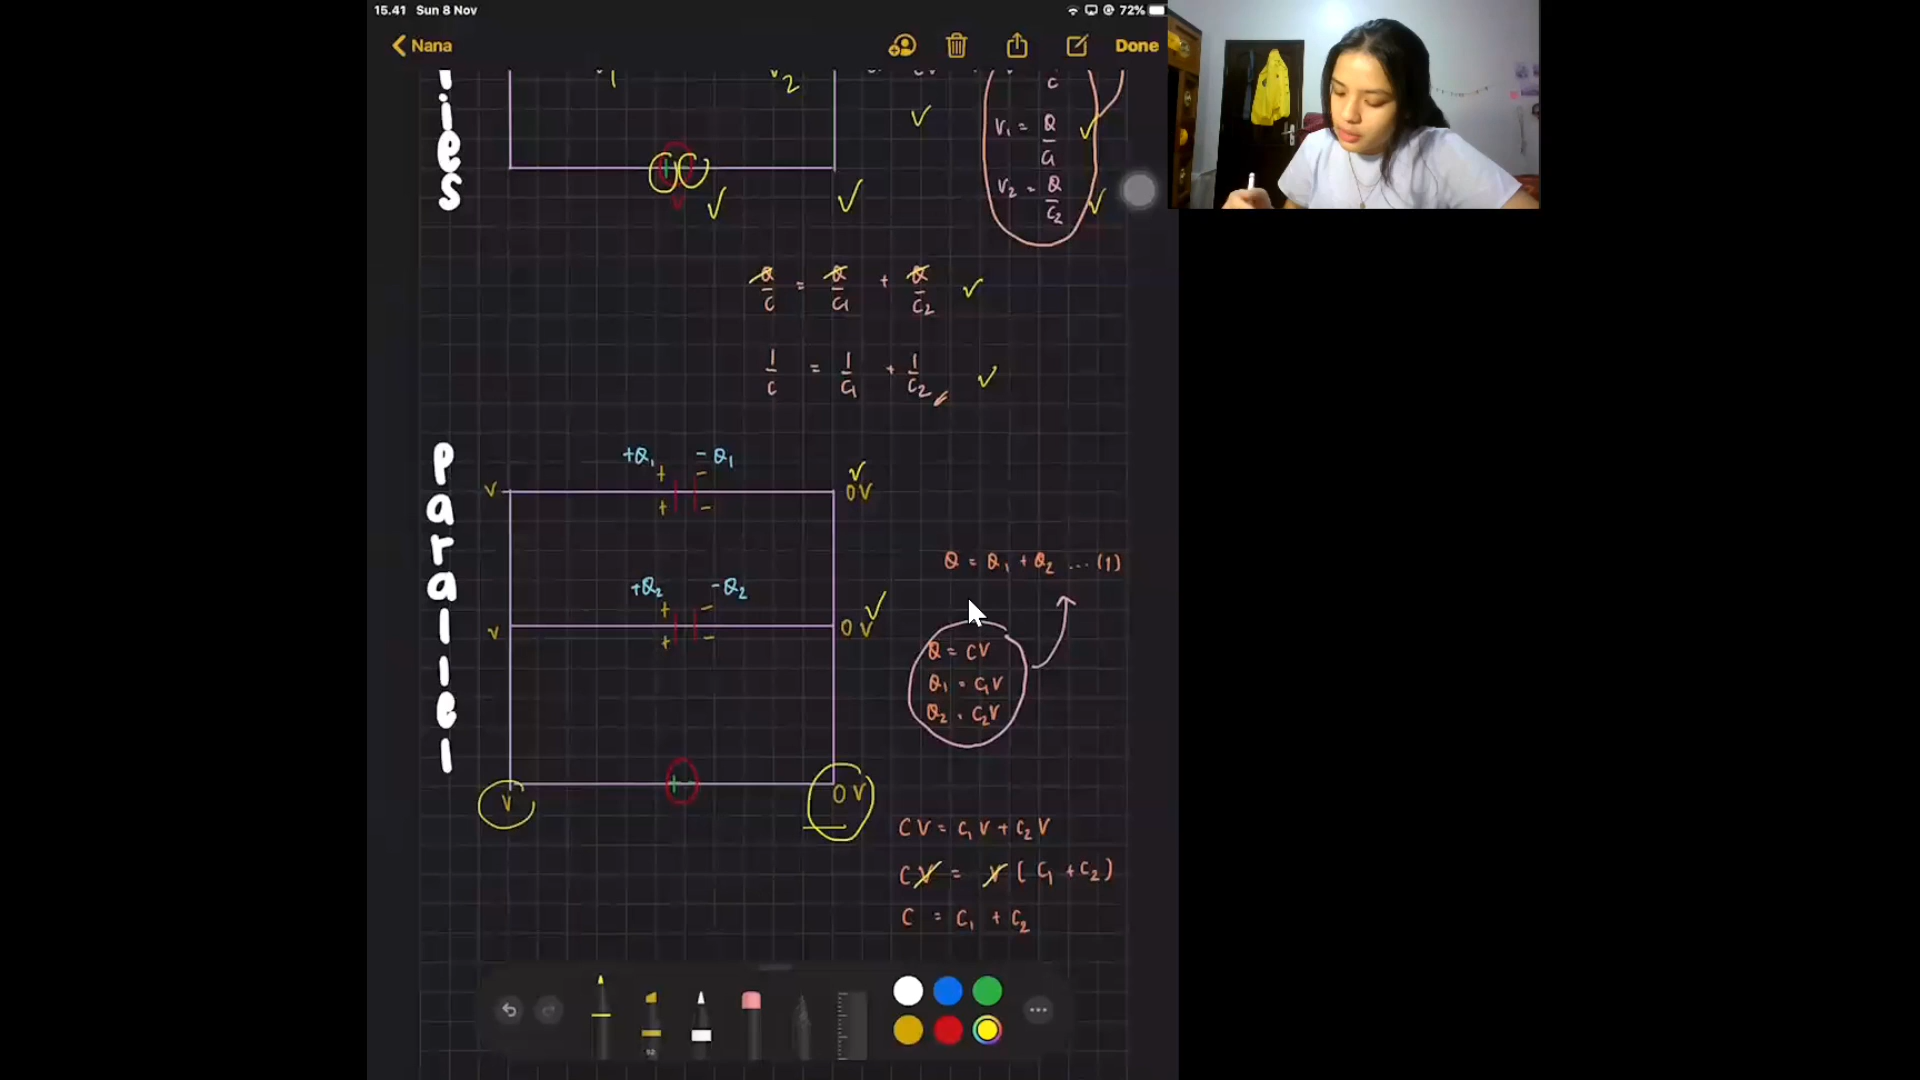 15.41 Sun 8 Nov
72%
Nana
Done
ries
V1
V2
C
V1 = Q/C1
V2 = Q/C2
V
Q/C = Q/C1 + Q/C2
1/C = 1/C1 + 1/C2
Parallel
+Q1 -Q1
+ -
V 0V
+ -
Q = Q1 + Q2 ... (1)
+Q2 -Q2
+ -
V 0V
+ -
Q = CV
Q1 = C1V
Q2 = C2V
+ -
V 0V
CV = C1V + C2V
CV = V (C1 + C2)
C = C1 + C2